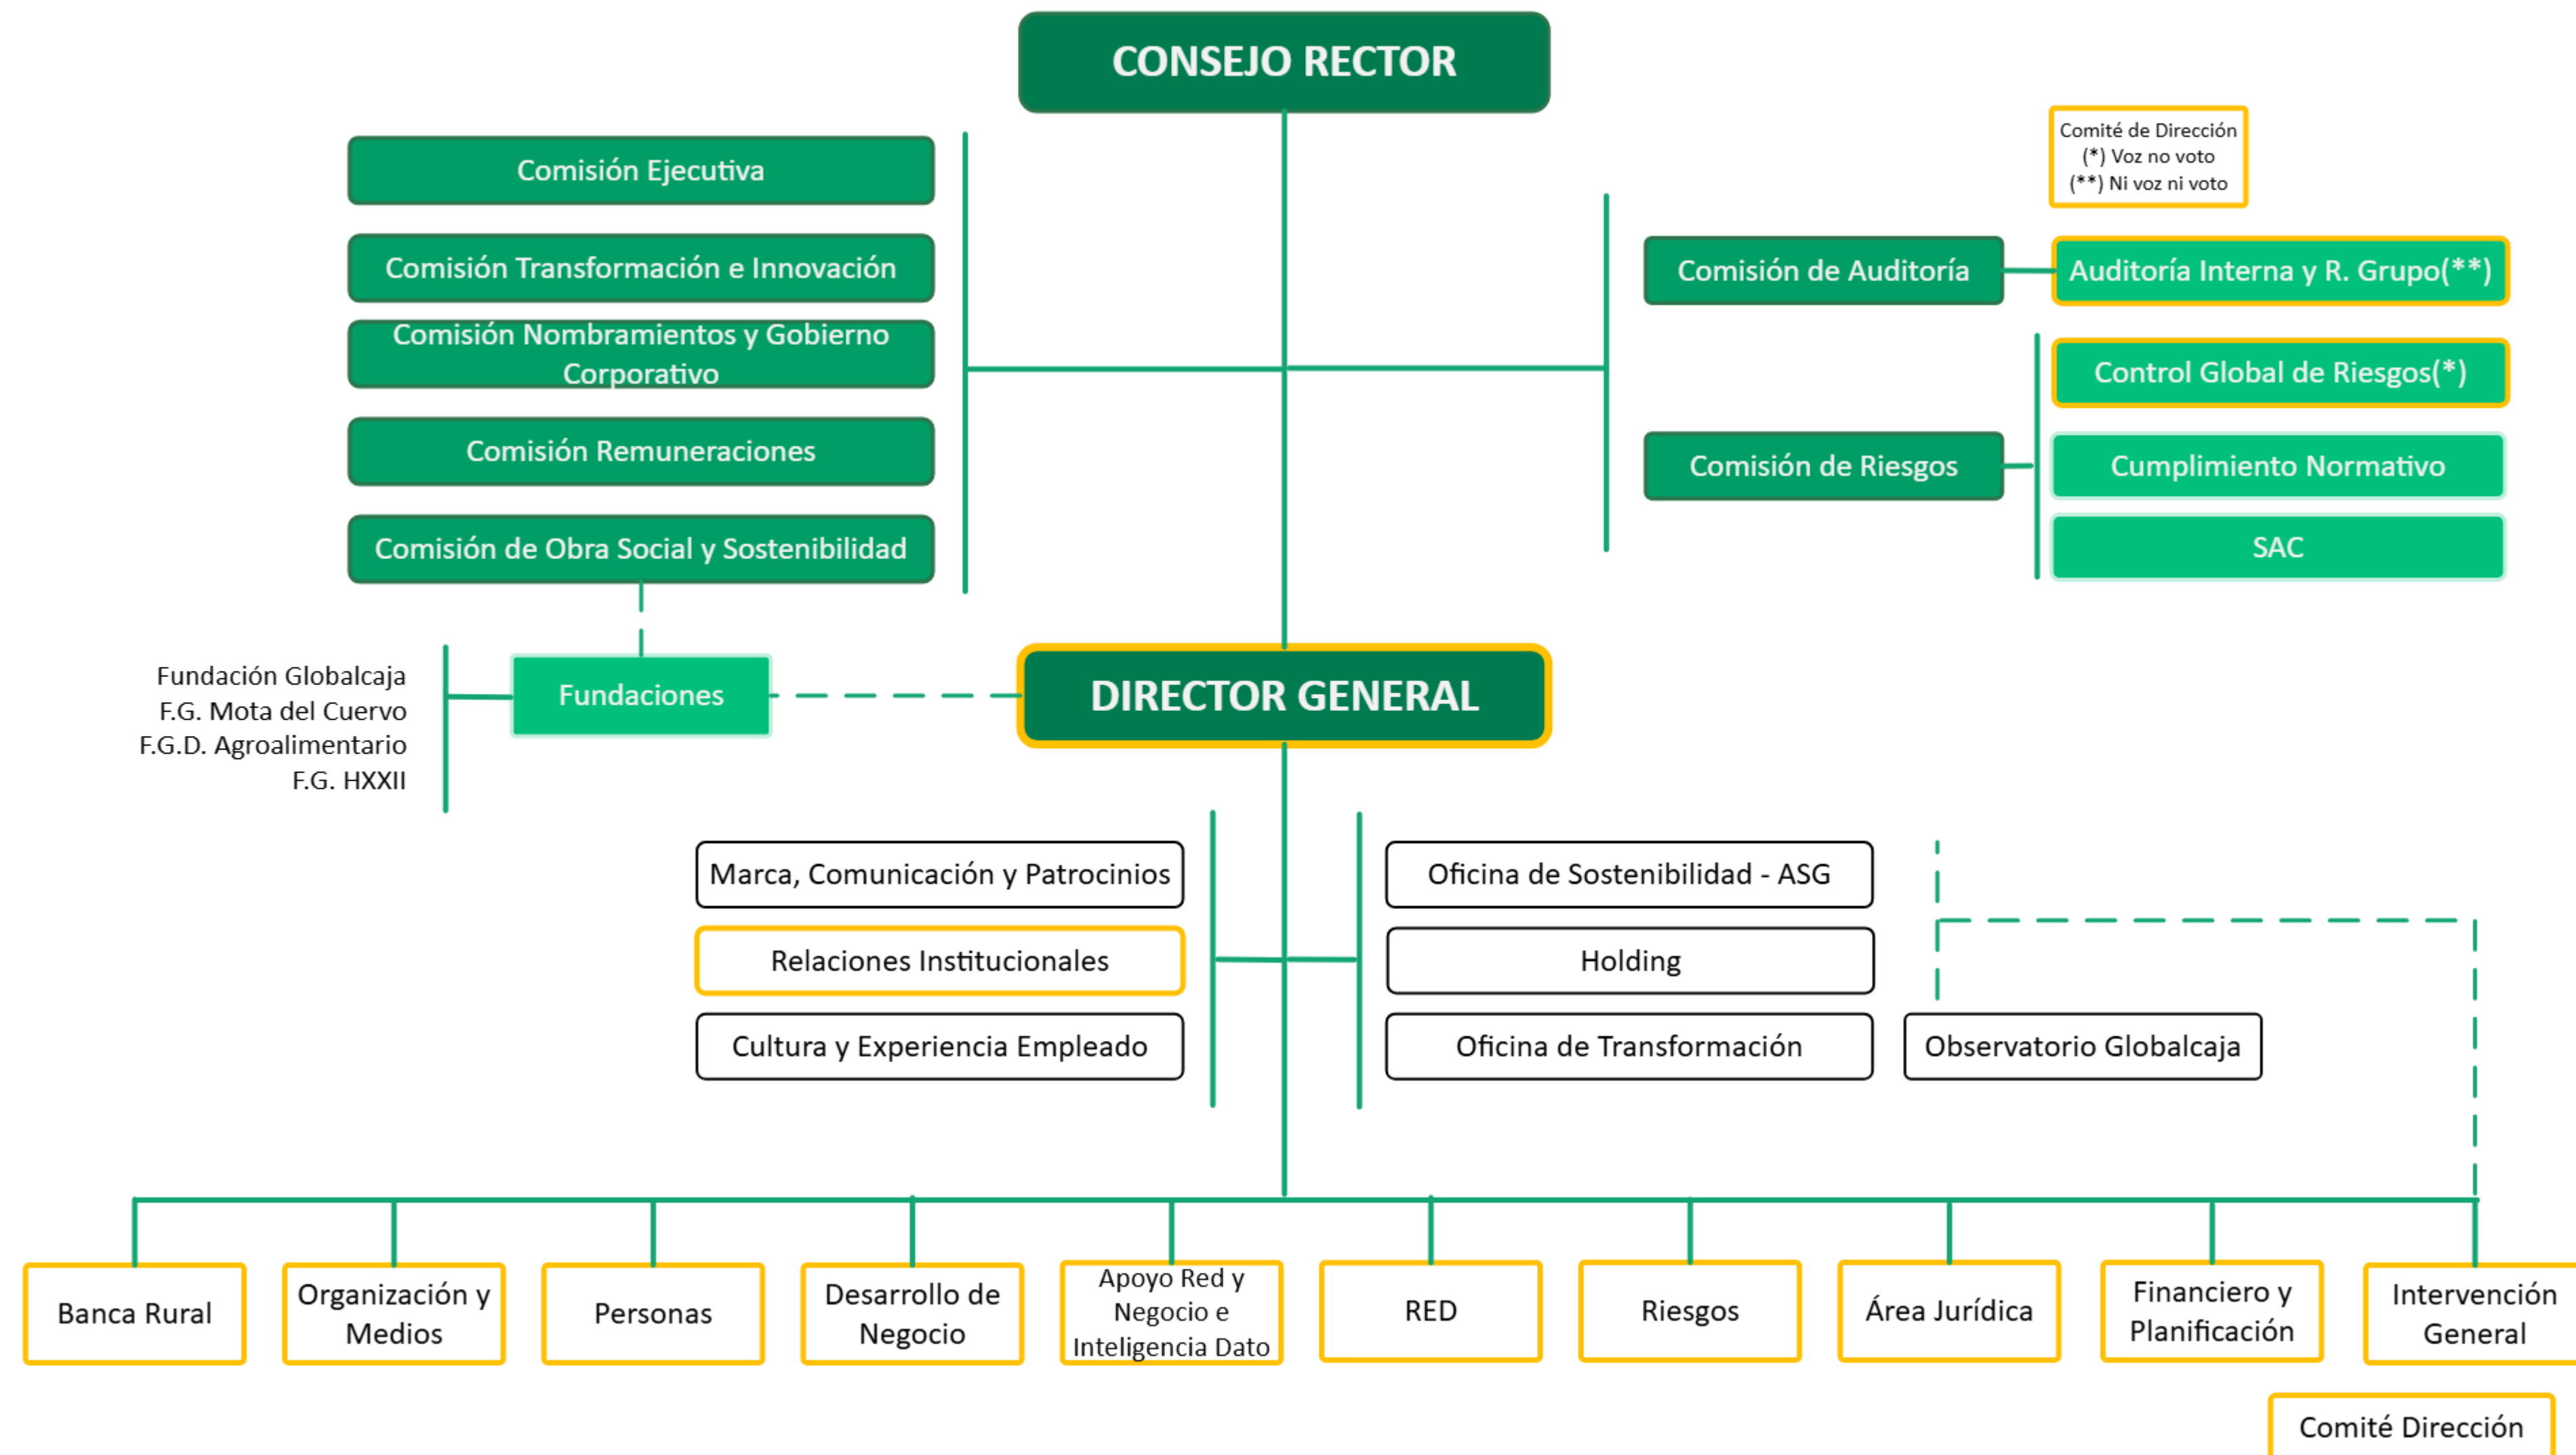 CONSEJO RECTOR
Comité de Dirección
(*) Voz no voto
(**) Ni voz ni voto
Comisión Ejecutiva
Comisión Transformación e Innovación
Comisión Nombramientos y Gobierno
Corporativo
Comisión Remuneraciones
Comisión de Obra Social y Sostenibilidad
Comisión de Auditoría
Auditoría Interna y R. Grupo(**)
Comisión de Riesgos
Control Global de Riesgos(*)
Cumplimiento Normativo
SAC
Fundación Globalcaja
F.G. Mota del Cuervo
F.G.D. Agroalimentario
F.G. HXXII
Fundaciones
DIRECTOR GENERAL
Marca, Comunicación y Patrocinios
Relaciones Institucionales
Cultura y Experiencia Empleado
Oficina de Sostenibilidad - ASG
Holding
Oficina de Transformación
Observatorio Globalcaja
Banca Rural
Organización y
Medios
Personas
Desarrollo de
Negocio
Apoyo Red y
Negocio e
Inteligencia Dato
RED
Riesgos
Área Jurídica
Financiero y
Planificación
Intervención
General
Comité Dirección